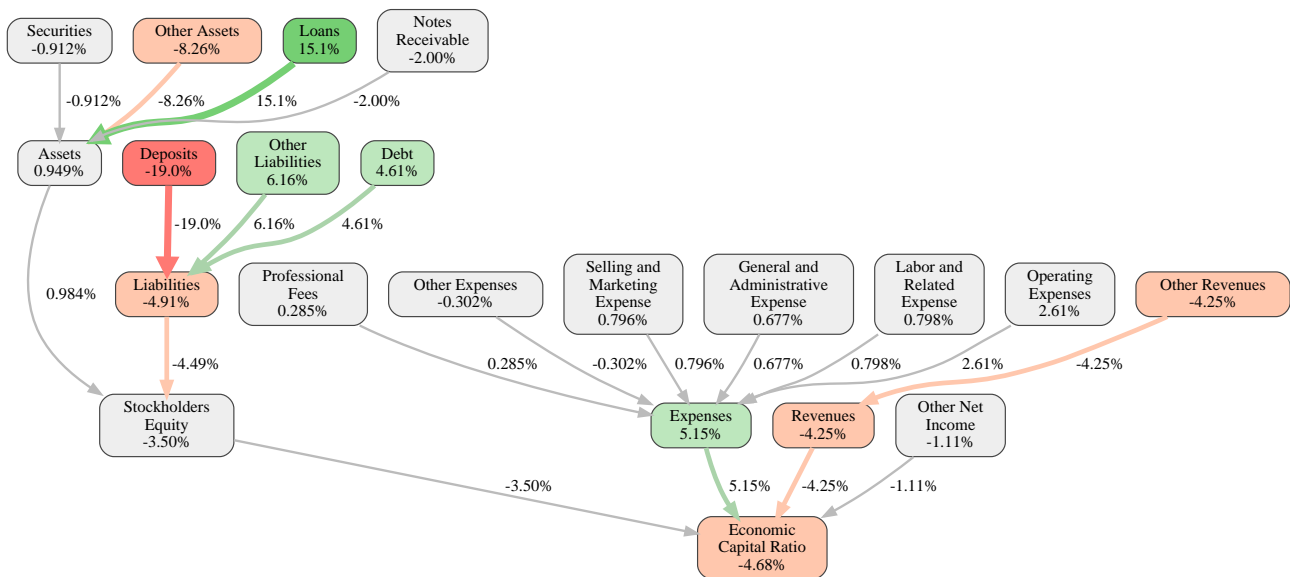 Securities
-0.912%
Other Assets
-8.26%
Loans
15.1%
Notes
Receivable
-2.00%
-0.912%
-8.26%
15.1%
-2.00%
Assets
0.949%
Deposits
-19.0%
Other
Liabilities
6.16%
Debt
4.61%
-19.0%
6.16%
4.61%
0.984%
Liabilities
-4.91%
Professional
Fees
0.285%
Other Expenses
-0.302%
Selling and
Marketing
Expense
0.796%
General and
Administrative
Expense
0.677%
Labor and
Related
Expense
0.798%
Operating
Expenses
2.61%
Other Revenues
-4.25%
-4.49%
0.285%
-0.302%
0.796%
0.677%
0.798%
2.61%
-4.25%
Stockholders
Equity
-3.50%
Expenses
5.15%
Revenues
-4.25%
Other Net
Income
-1.11%
-3.50%
5.15%
-4.25%
-1.11%
Economic
Capital Ratio
-4.68%